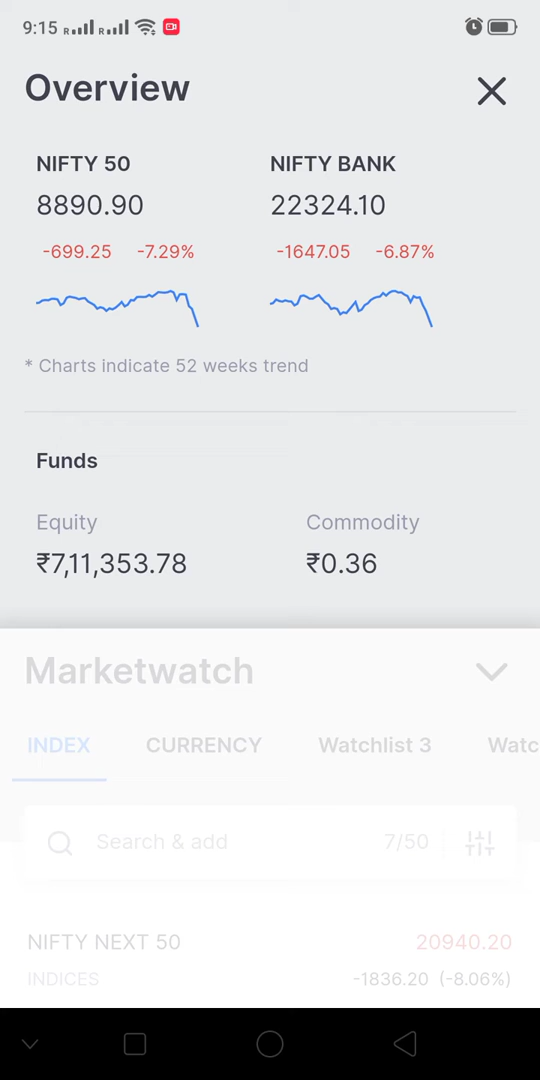 9:15 R R
Overview
NIFTY 50 NIFTY BANK
8890.90 22324.10
-699.25 -7.29% -1647.05 -6.87%
* Charts indicate 52 weeks trend
Funds
Equity Commodity
₹7,11,353.78 ₹0.36
Marketwatch
INDEX CURRENCY Watchlist 3 Watc
Search & add 7/50
NIFTY NEXT 50 20940.20
INDICES -1836.20 (-8.06%)